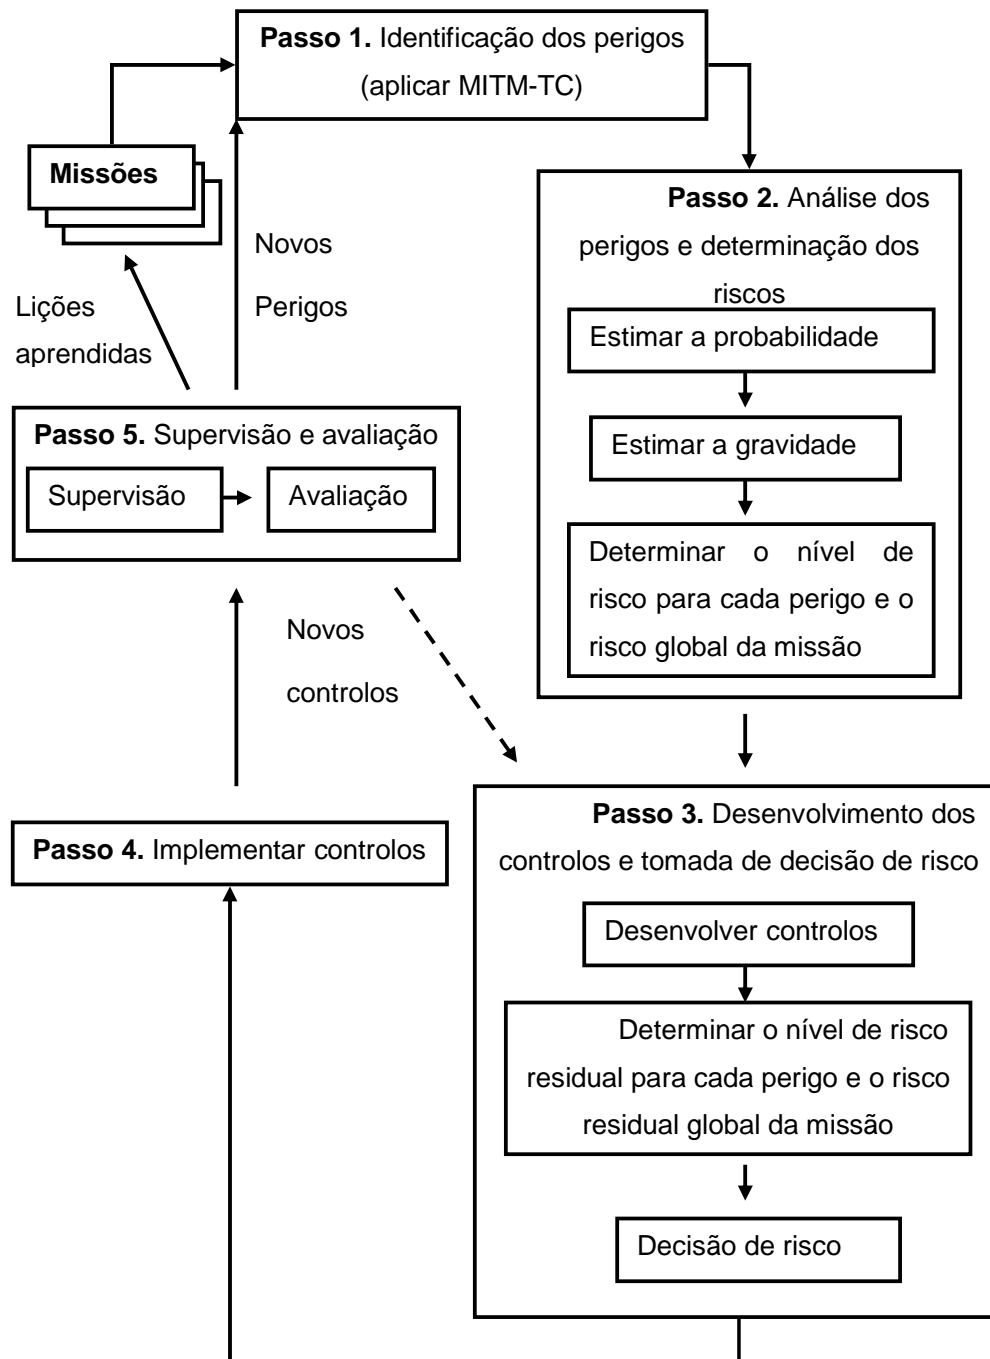 Passo 1. Identificação dos perigos
(aplicar MITM-TC)
Missões
Passo 2. Análise dos
perigos e determinação dos
riscos
Novos
Perigos
Lições
aprendidas
Estimar a probabilidade
Estimar a gravidade
Determinar o nível de
risco para cada perigo e o
risco global da missão
Passo 5. Supervisão e avaliação
Supervisão
Avaliação
Novos
controlos
Passo 3. Desenvolvimento dos
controlos e tomada de decisão de risco
Desenvolver controlos
Determinar o nível de risco
residual para cada perigo e o risco
residual global da missão
Decisão de risco
Passo 4. Implementar controlos